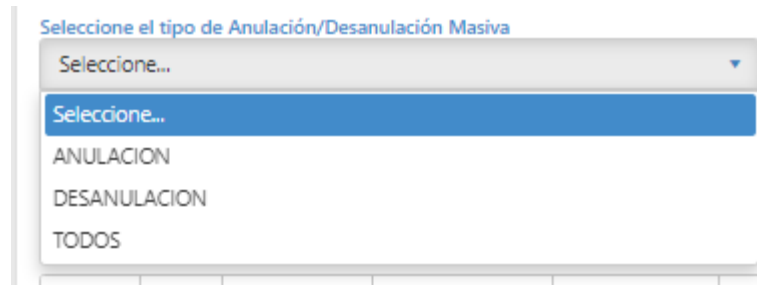 Seleccione el tipo de Anulación/Desanulación Masiva
Seleccione...
Seleccione...
ANULACION
DESANULACION
TODOS